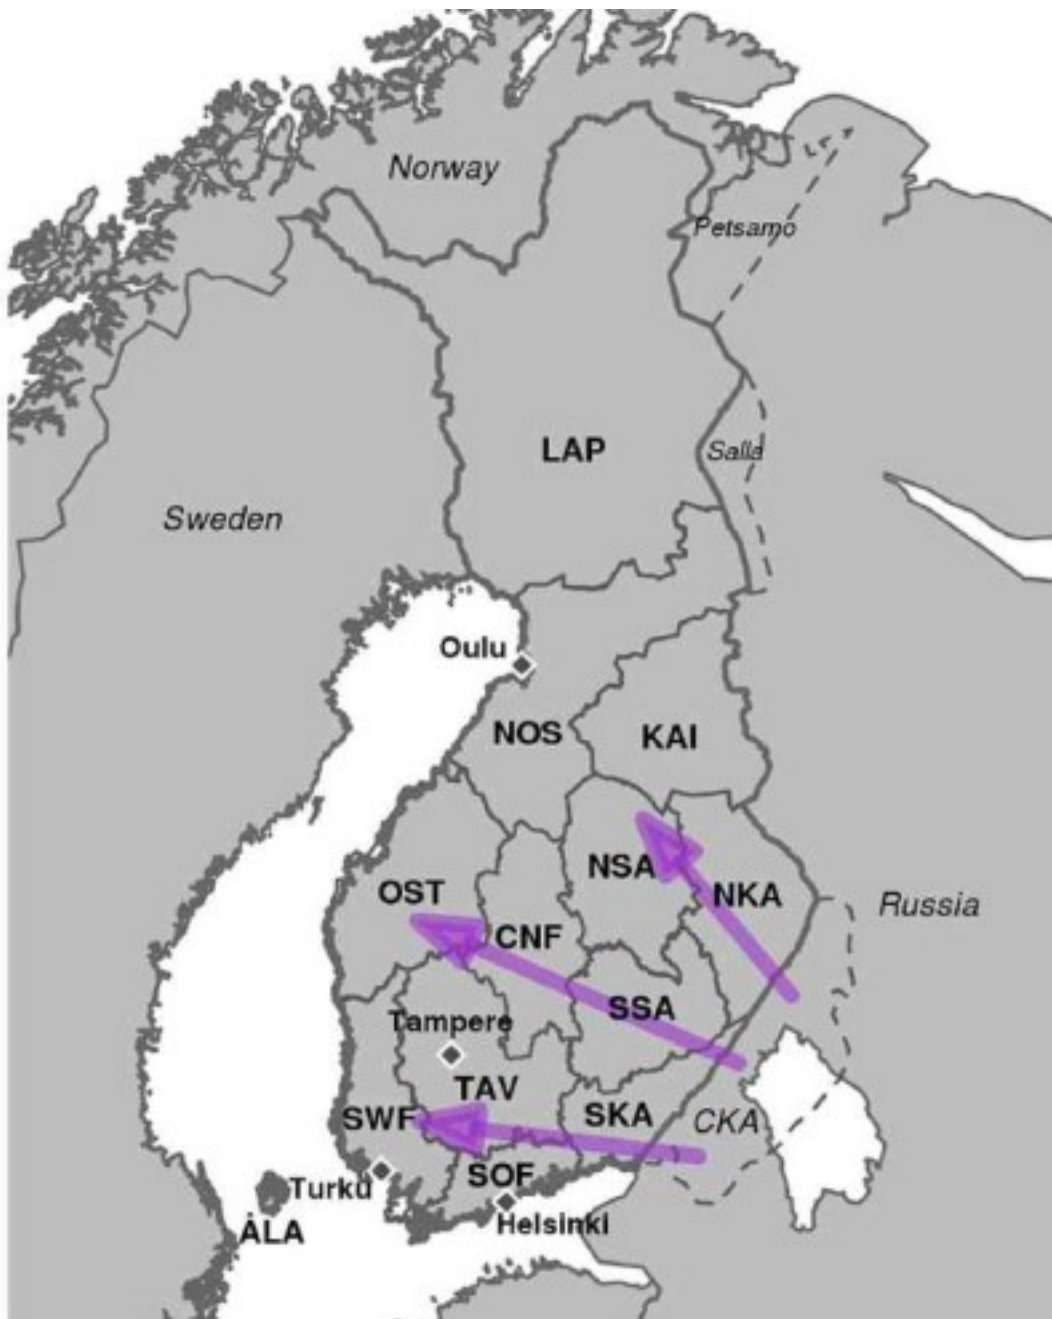 Norway
Petsamo
LAP
Salla
Sweden
Oulu
NOS
KAI
NSA
OST
NKA
Russia
CNF
SSA
Tampere
TAV
SWF
SKA
CKA
SOF
Turku
Helsinki
ÅLA